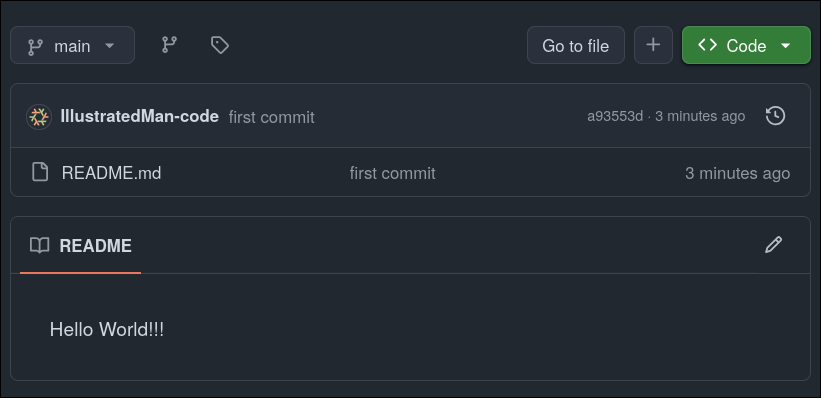 main Go to file Code
IllustratedMan-code first commit a93553d · 3 minutes ago
README.md first commit 3 minutes ago
README
Hello World!!!